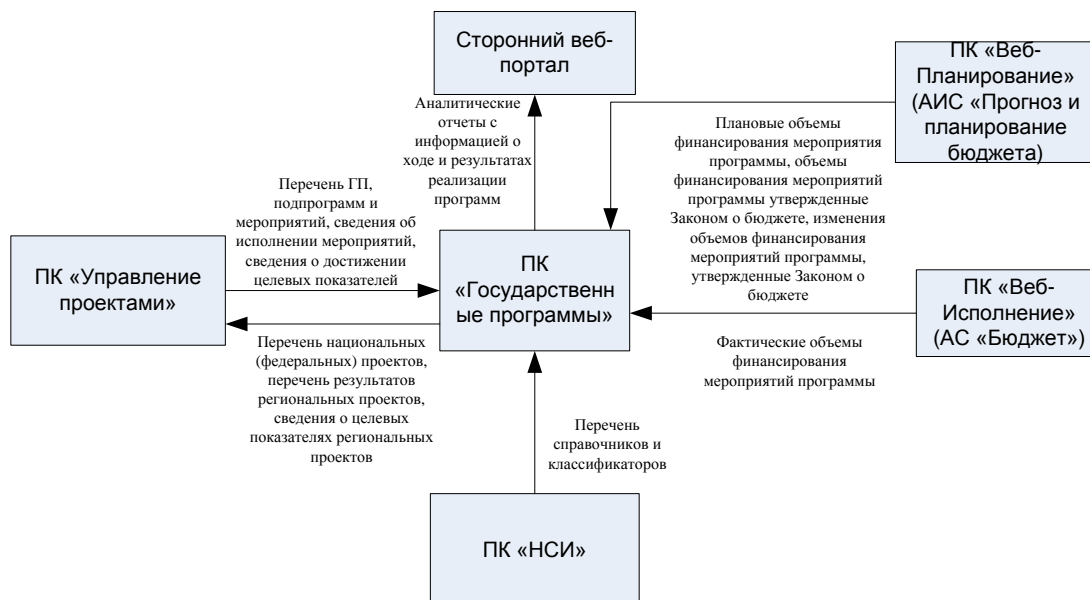 Сторонний веб-
портал
ПК «Веб-
Планирование»
(АИС «Прогноз и
планирование
бюджета)
Аналитические
отчеты с
информацией о
ходе и результатах
реализации
программ
Плановые объемы
финансирования мероприятия
программы, объемы
финансирования мероприятий
программы утвержденные
Законом о бюджете, изменения
объемов финансирования
мероприятий программы,
утвержденные Законом о
бюджете
Перечень ГП,
подпрограмм и
мероприятий, сведения об
исполнении мероприятий,
сведения о достижении
целевых показателей
ПК «Управление
проектами»
ПК
«Государственн
ые программы»
ПК «Веб-
Исполнение»
(АС «Бюджет»)
Перечень национальных
(федеральных) проектов,
перечень результатов
региональных проектов,
сведения о целевых
показателях региональных
проектов
Фактические объемы
финансирования
мероприятий программы
Перечень
справочников и
классификаторов
ПК «НСИ»